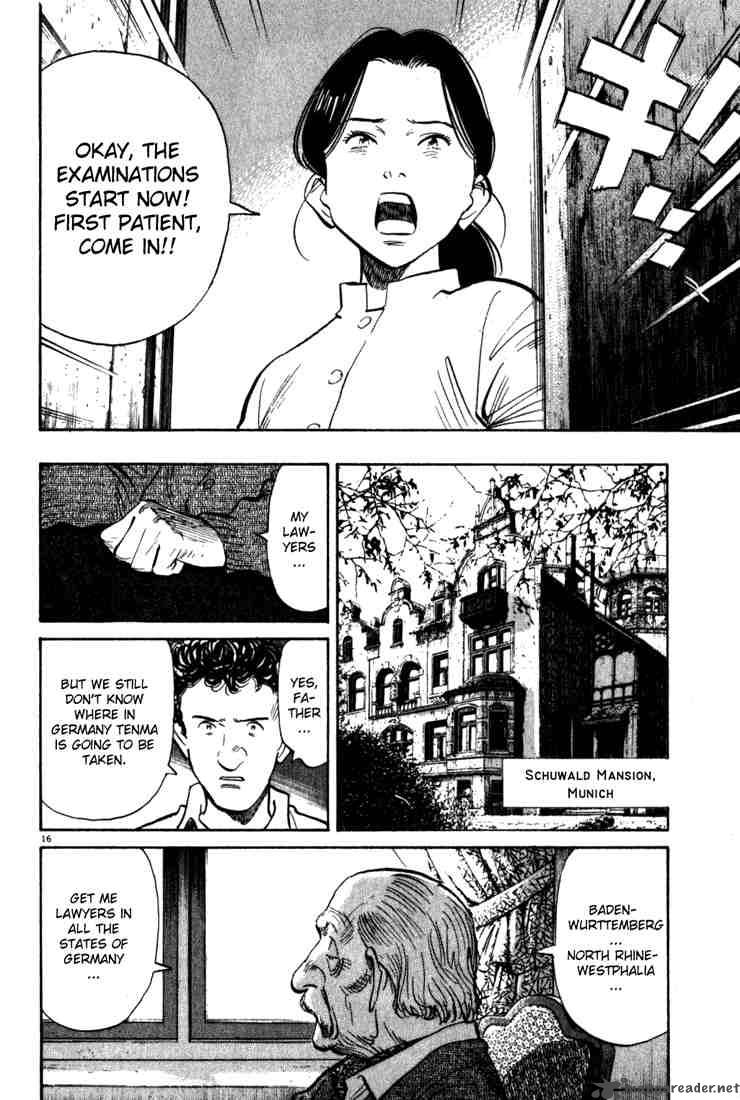 OKAY, THE
EXAMINATIONS
START NOW!
FIRST PATIENT,
COME IN!!
ギッ!!
SCHUWALD MANSION,
MUNICH
MY
LAW-
YERS
...
YES,
FA-
THER
...
BUT WE STILL
DON'T KNOW
WHERE IN
GERMANY TENMA
IS GOING TO BE
TAKEN.
16
BADEN-
WURTTEMBERG
...
NORTH RHINE-
WESTPHALIA
...
GET ME
LAWYERS IN
ALL THE
STATES OF
GERMANY
...
reader.net